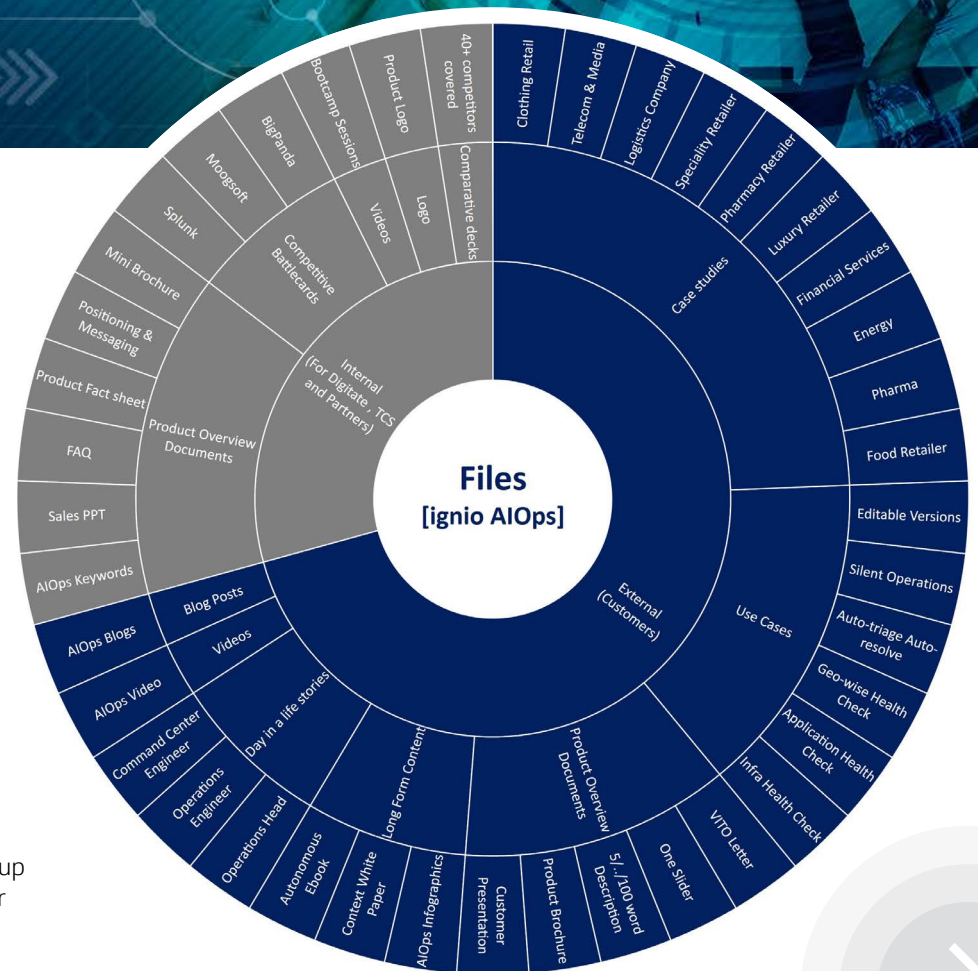 Files
[ignio AIOps]
External
(Customers)
Case studies
Clothing Retail
Telecom & Media
Logistics Company
Speciality Retailer
Pharmacy Retailer
Luxury Retailer
Financial Services
Energy
Pharma
Food Retailer
Use Cases
Editable Versions
Silent Operations
Auto-triage Auto-
resolve
Geo-wise Health
Check
Application Health
Check
Infra Health Check
Product Overview
Documents
VITO Letter
One Slider
5/../100 word
Description
Product Brochure
Customer
Presentation
Long Form Content
AIOps Infographics
Context White
Paper
Autonomous
Ebook
Day in a life stories
Operations Head
Operations
Engineer
Command Center
Engineer
Videos
AIOps Video
Blog Posts
AIOps Blogs
Internal
(For Digitate , TCS
and Partners)
Product Overview
Documents
AIOps Keywords
Sales PPT
FAQ
Product Fact sheet
Positioning &
Messaging
Mini Brochure
Competitive
Battlecards
Splunk
Moogsoft
BigPanda
Videos
Bootcamp Sessions
Logo
Product Logo
Comparative decks
40+ competitors
covered
up